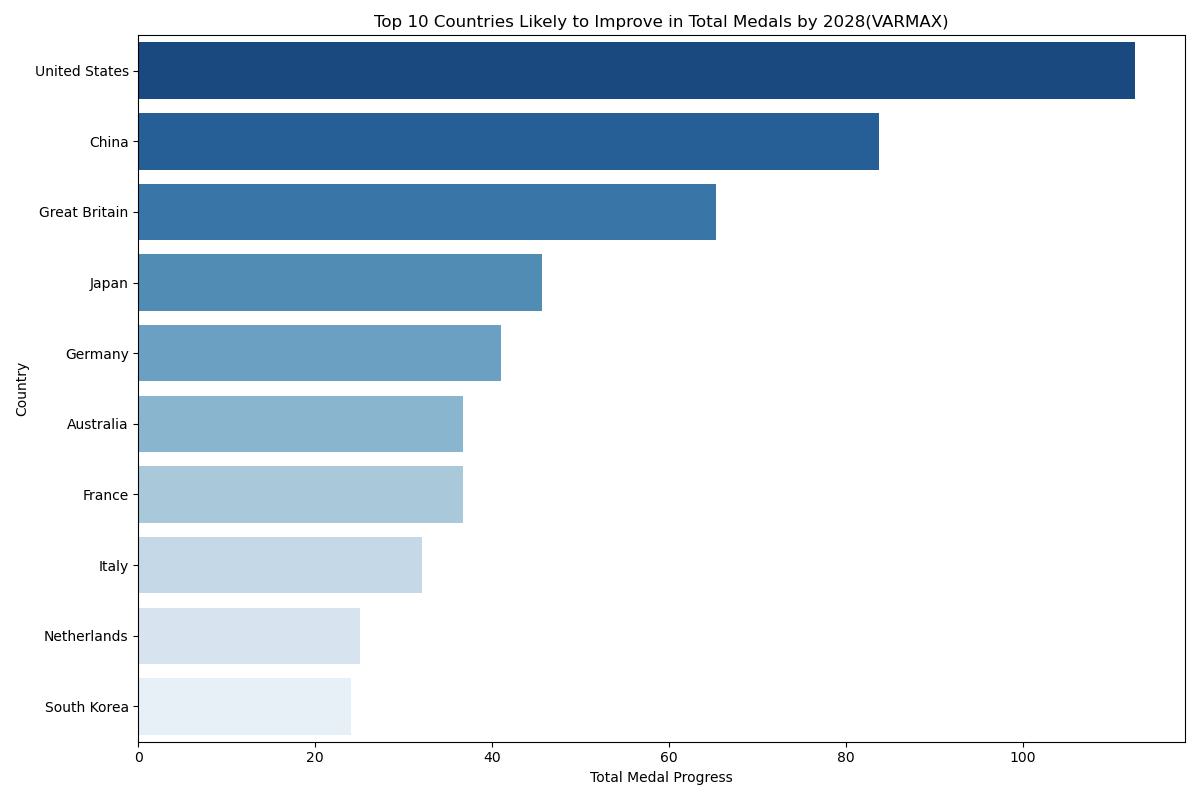 Top 10 Countries Likely to Improve in Total Medals by 2028(VARMAX)
United States
China
Great Britain
Japan
Germany
Australia
France
Italy
Netherlands
South Korea
Country
0 20 40 60 80 100
Total Medal Progress